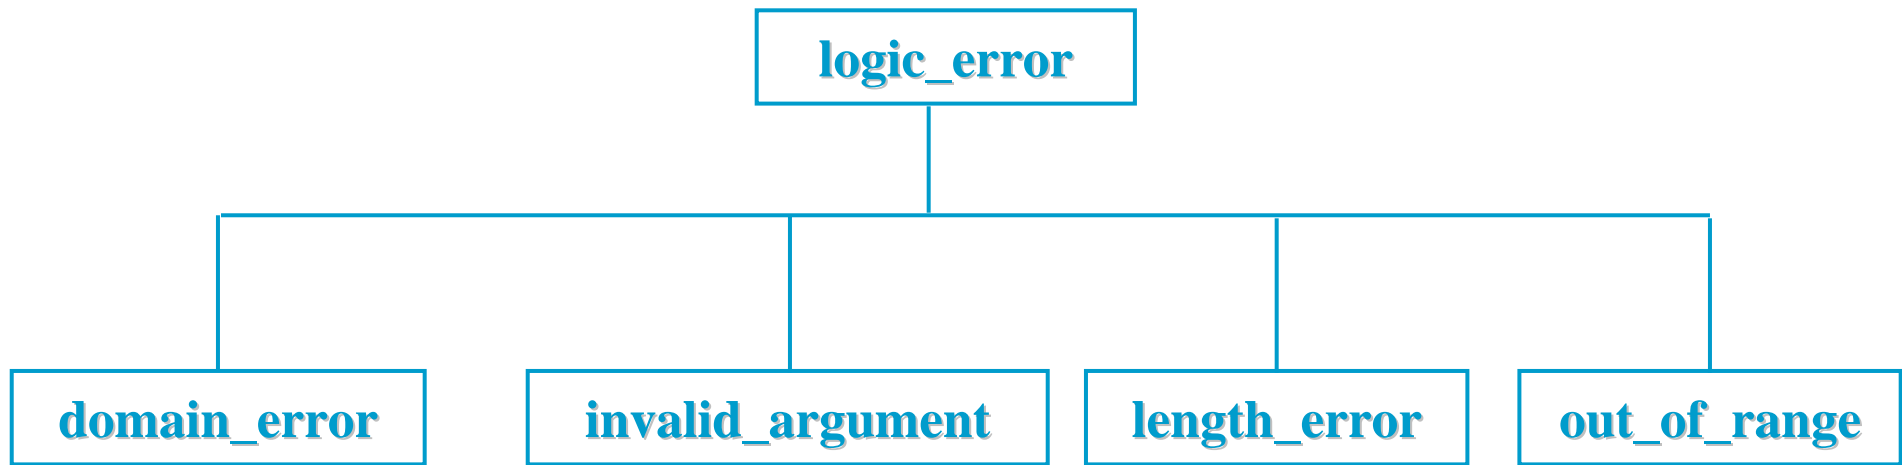 logic_error
domain_error
invalid_argument
length_error
out_of_range